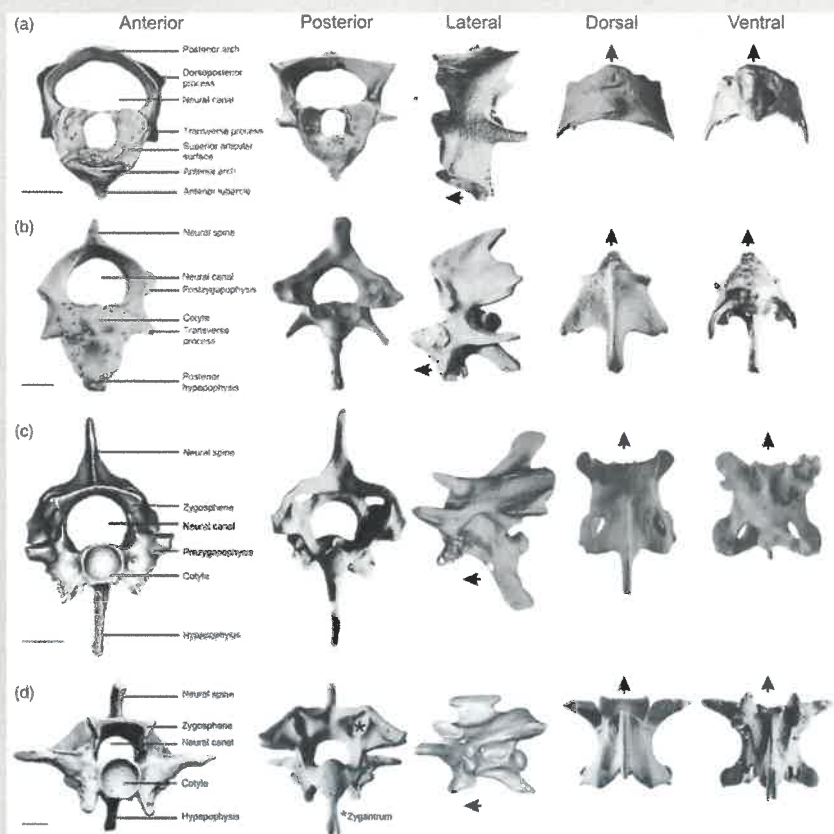 Anterior Posterior Lateral Dorsal Ventral
(a)
Posterior arch
Dorsoposterior
process
Neural canal
Transverse process
Superior articular
surface
Anterior arch
Anterior tubercle
(b)
Neural spine
Neural canal
Postzygapophysis
Cotyle
Transverse
process
Posterior
hypapophysis
(c)
Neural spine
Zygosphene
Neural canal
Prezygapophysis
Cotyle
Hypapophysis
(d)
Neural spine
Zygosphene
Neural canal
Cotyle
Hypapophysis
*
*Zygantrum